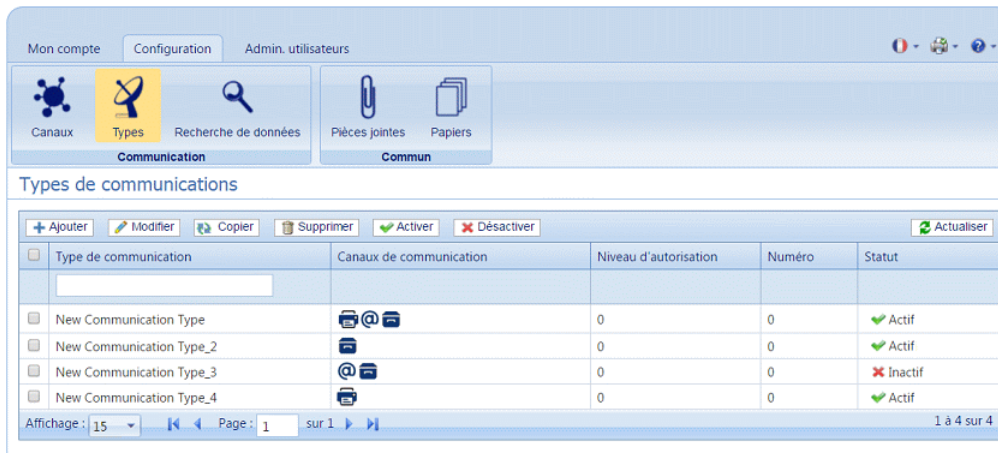 Mon compte Configuration Admin. utilisateurs
Canaux Types Recherche de données Pièces jointes Papiers
Communication Commun
Types de communications
Ajouter Modifier Copier Supprimer Activer Désactiver Actualiser
Type de communication Canaux de communication Niveau d'autorisation Numéro Statut
New Communication Type 0 0 Actif
New Communication Type_2 0 0 Actif
New Communication Type_3 0 0 Inactif
New Communication Type_4 0 0 Actif
Affichage : 15 Page : 1 sur 1 1 à 4 sur 4